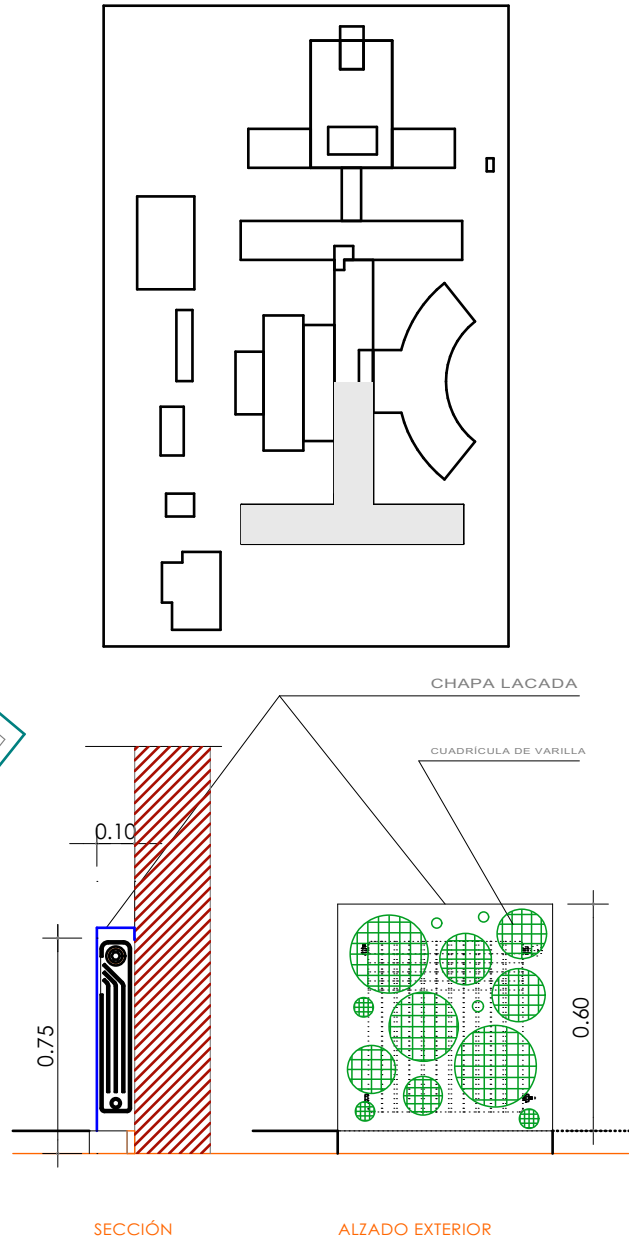 CHAPA LACADA
CUADRÍCULA DE VARILLA
0.10
0.75
0.60
SECCIÓN
ALZADO EXTERIOR